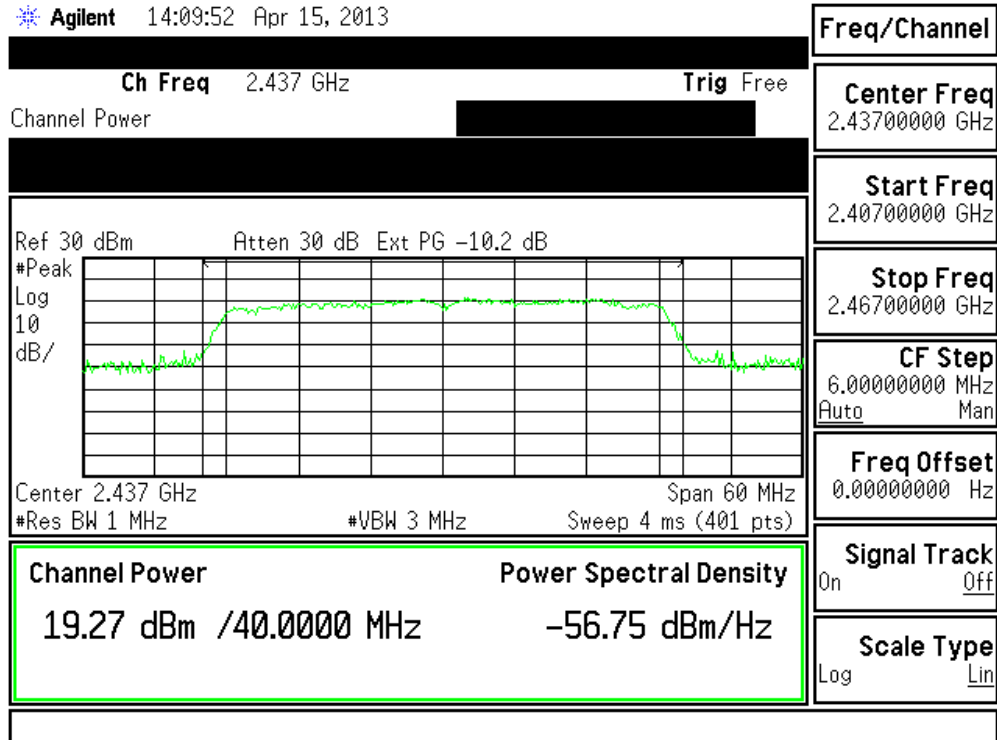 Agilent 14:09:52 Apr 15, 2013
Ch Freq 2.437 GHz Trig Free
Channel Power
Ref 30 dBm Atten 30 dB Ext PG -10.2 dB
#Peak
Log
10
dB/
Center 2.437 GHz Span 60 MHz
#Res BW 1 MHz #VBW 3 MHz Sweep 4 ms (401 pts)
Channel Power Power Spectral Density
19.27 dBm /40.0000 MHz -56.75 dBm/Hz
Freq/Channel
Center Freq
2.43700000 GHz
Start Freq
2.40700000 GHz
Stop Freq
2.46700000 GHz
CF Step
6.00000000 MHz
Auto Man
Freq Offset
0.00000000 Hz
Signal Track
On Off
Scale Type
Log Lin